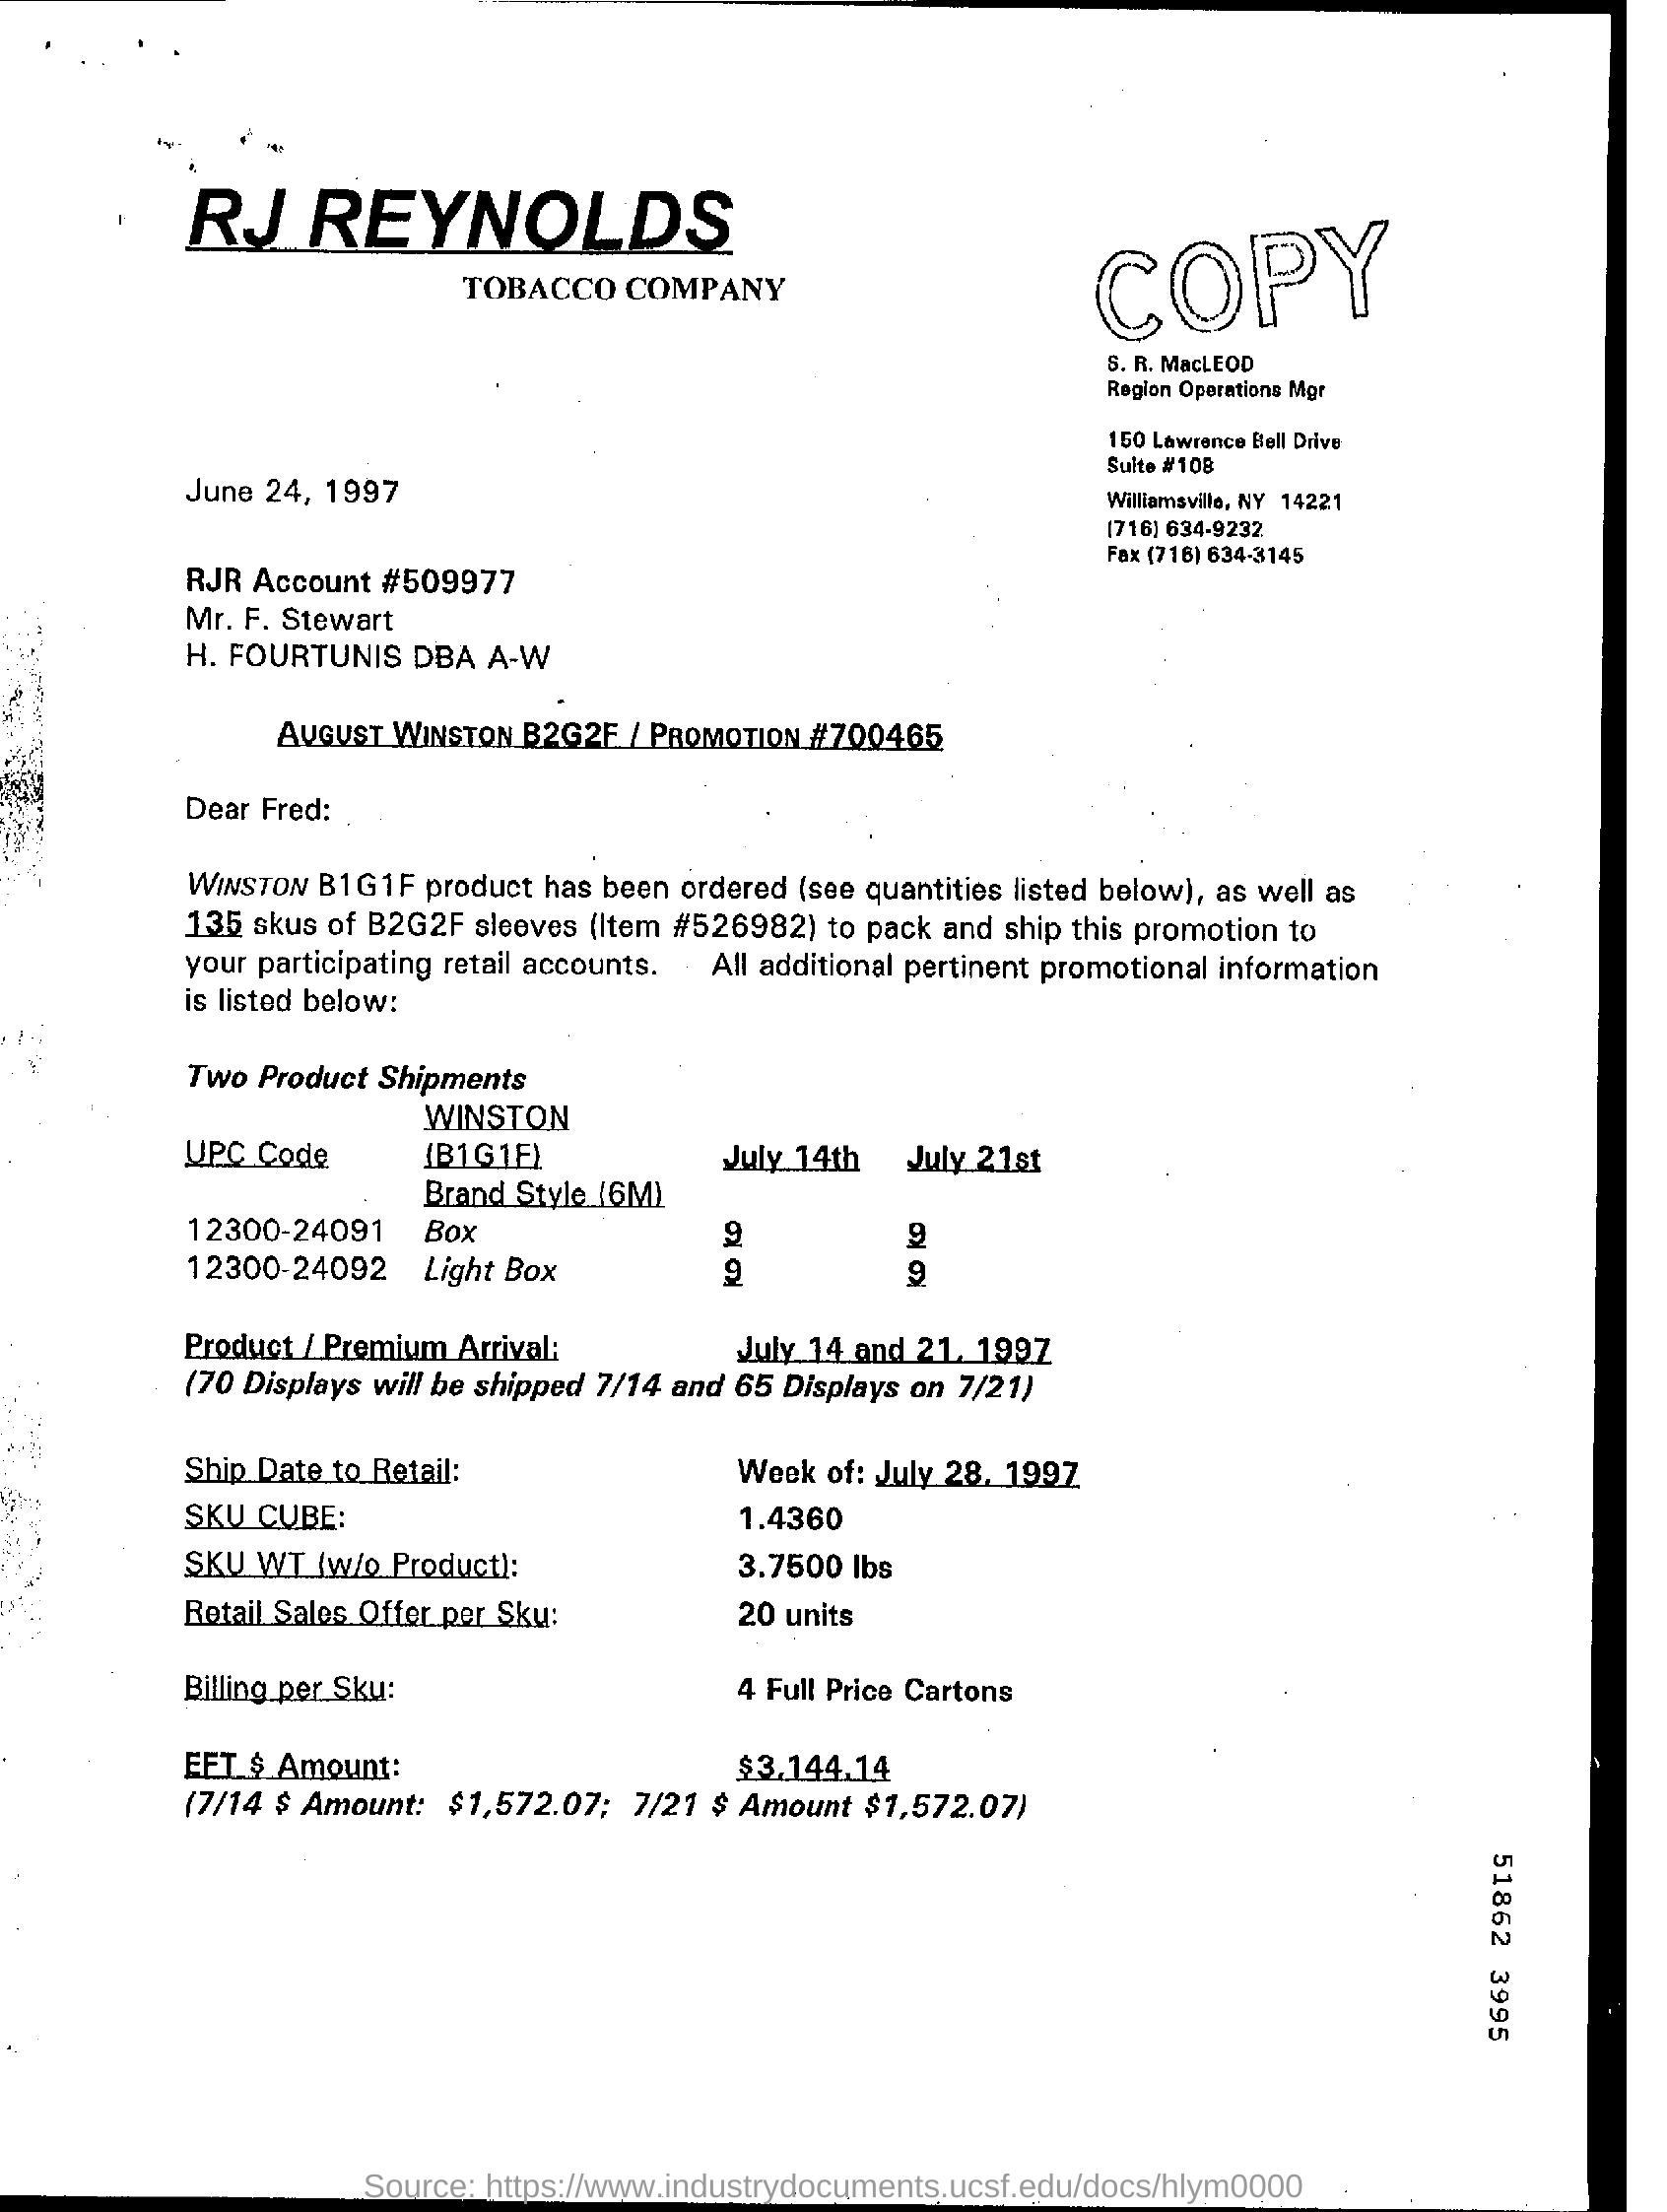 RJ REYNOLDS
TOBACCO COMPANY
COPY
S. R. MacLEOD
Region Operations Mgr
150 Lawrence Bell Drive
Suite #108
Williamsville, NY 14221
(716) 634-9232
Fax (716) 634-3145
June 24, 1997
RJR Account #509977
Mr. F. Stewart
H. FOURTUNIS DBA A-W
AUGUST WINSTON B2G2F / PROMOTION #700465
Dear Fred:
WINSTON B1G1F product has been ordered (see quantities listed below), as well as
135 skus of B2G2F sleeves (Item #526982) to pack and ship this promotion to
your participating retail accounts. All additional pertinent promotional information
is listed below:
Two Product Shipments
WINSTON
UPC Code (B1G1F) July 14th July 21st
Brand Style (6M)
12300-24091 Box 9 9
12300-24092 Light Box 9 9
Product / Premium Arrival: July 14 and 21, 1997
(70 Displays will be shipped 7/14 and 65 Displays on 7/21)
Ship Date to Retail: Week of: July 28, 1997
SKU CUBE: 1.4360
SKU WT (w/o Product): 3.7500 lbs
Retail Sales Offer per Sku: 20 units
Billing per Sku: 4 Full Price Cartons
EFT $ Amount: $3,144.14
(7/14 $ Amount: $1,572.07; 7/21 $ Amount $1,572.07)
51862 3995
Source: https://www.industrydocuments.ucsf.edu/docs/hlym0000